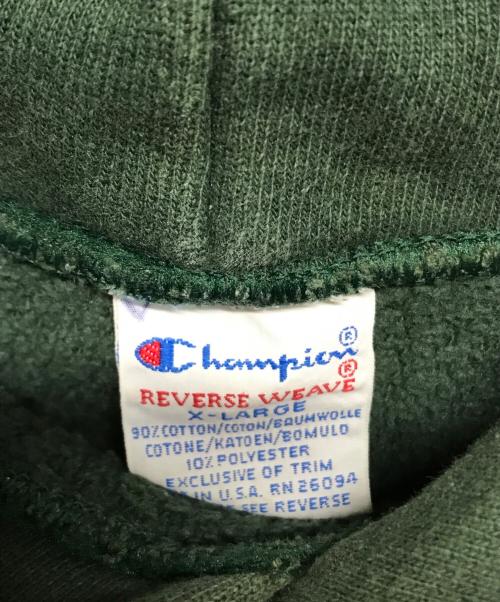 Champion®
REVERSE WEAVE®
X-LARGE
90% COTTON/COTON/BAUMWOLLE
COTONE/KATOEN/BOMULD
10% POLYESTER
EXCLUSIVE OF TRIM
IN U.S.A. RN 26094
SEE REVERSE